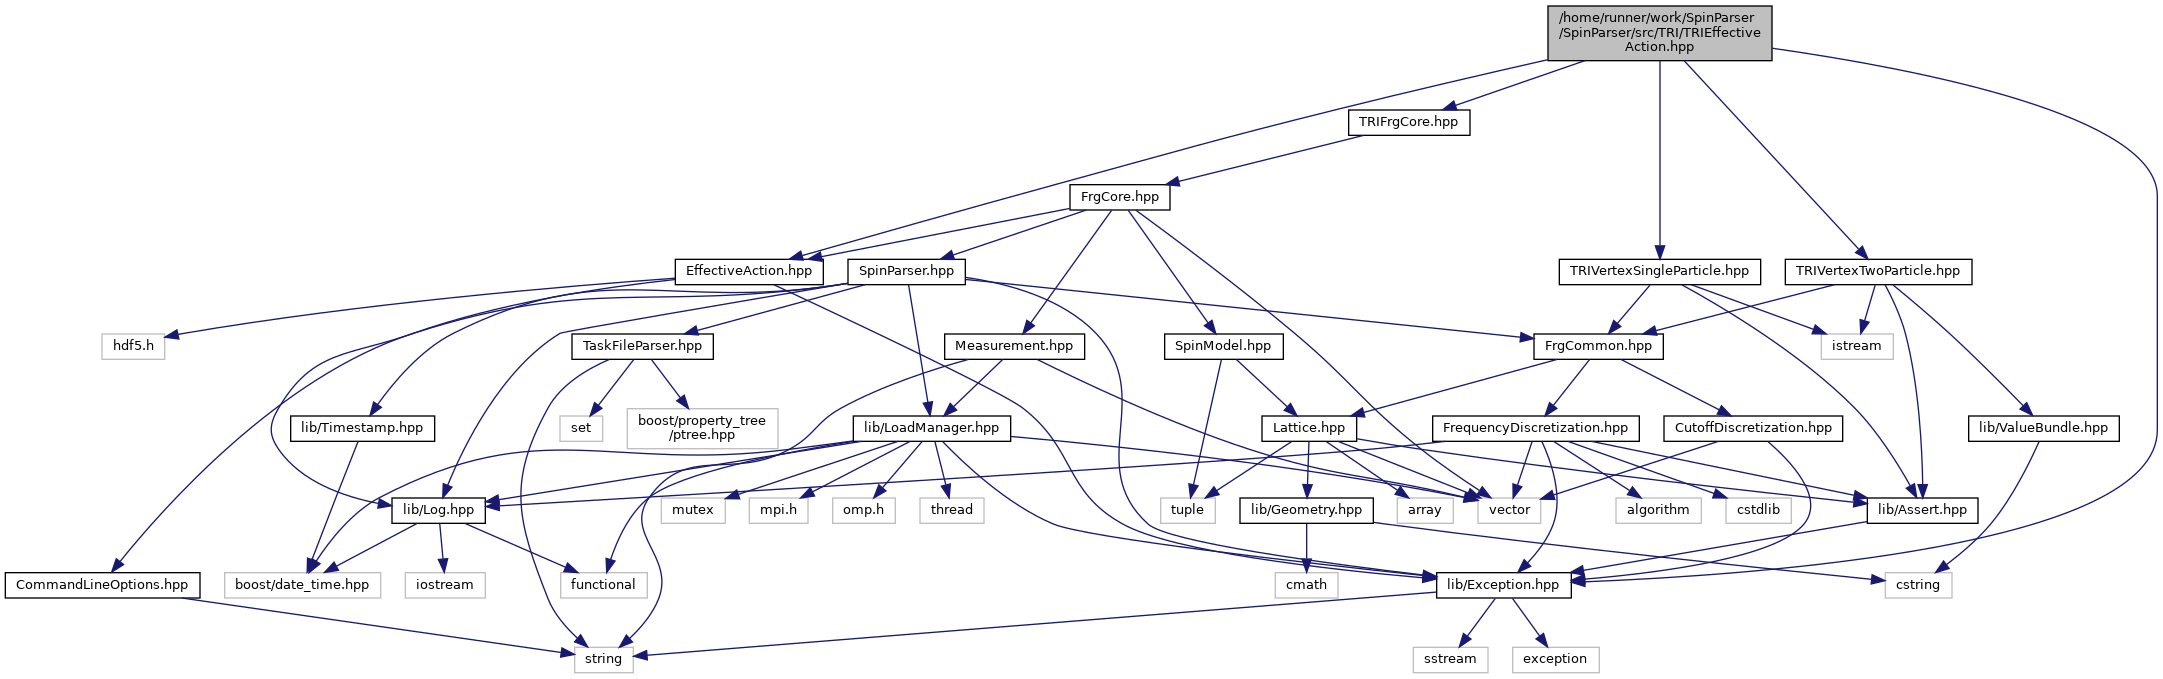 /home/runner/work/SpinParser
/SpinParser/src/TRI/TRIEffective
Action.hpp
TRIFrgCore.hpp
FrgCore.hpp
EffectiveAction.hpp
SpinParser.hpp
TRIVertexSingleParticle.hpp
TRIVertexTwoParticle.hpp
hdf5.h
TaskFileParser.hpp
Measurement.hpp
SpinModel.hpp
FrgCommon.hpp
istream
lib/Timestamp.hpp
set
boost/property_tree
/ptree.hpp
lib/LoadManager.hpp
Lattice.hpp
FrequencyDiscretization.hpp
CutoffDiscretization.hpp
lib/ValueBundle.hpp
lib/Log.hpp
mutex
mpi.h
omp.h
thread
tuple
lib/Geometry.hpp
array
vector
algorithm
cstdlib
lib/Assert.hpp
CommandLineOptions.hpp
boost/date_time.hpp
iostream
functional
cmath
lib/Exception.hpp
cstring
string
sstream
exception